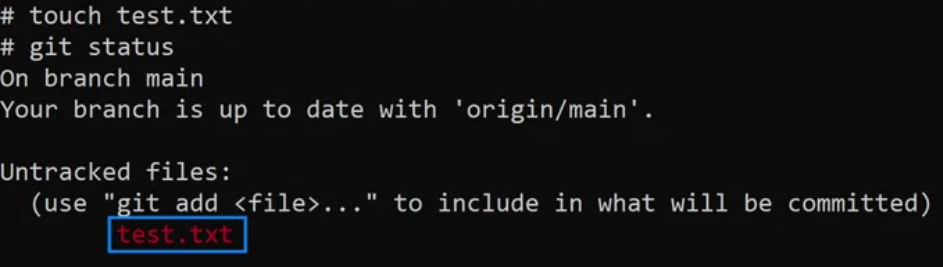 # touch test.txt
# git status
On branch main
Your branch is up to date with 'origin/main'.
Untracked files:
(use "git add <file>..." to include in what will be committed)
test.txt